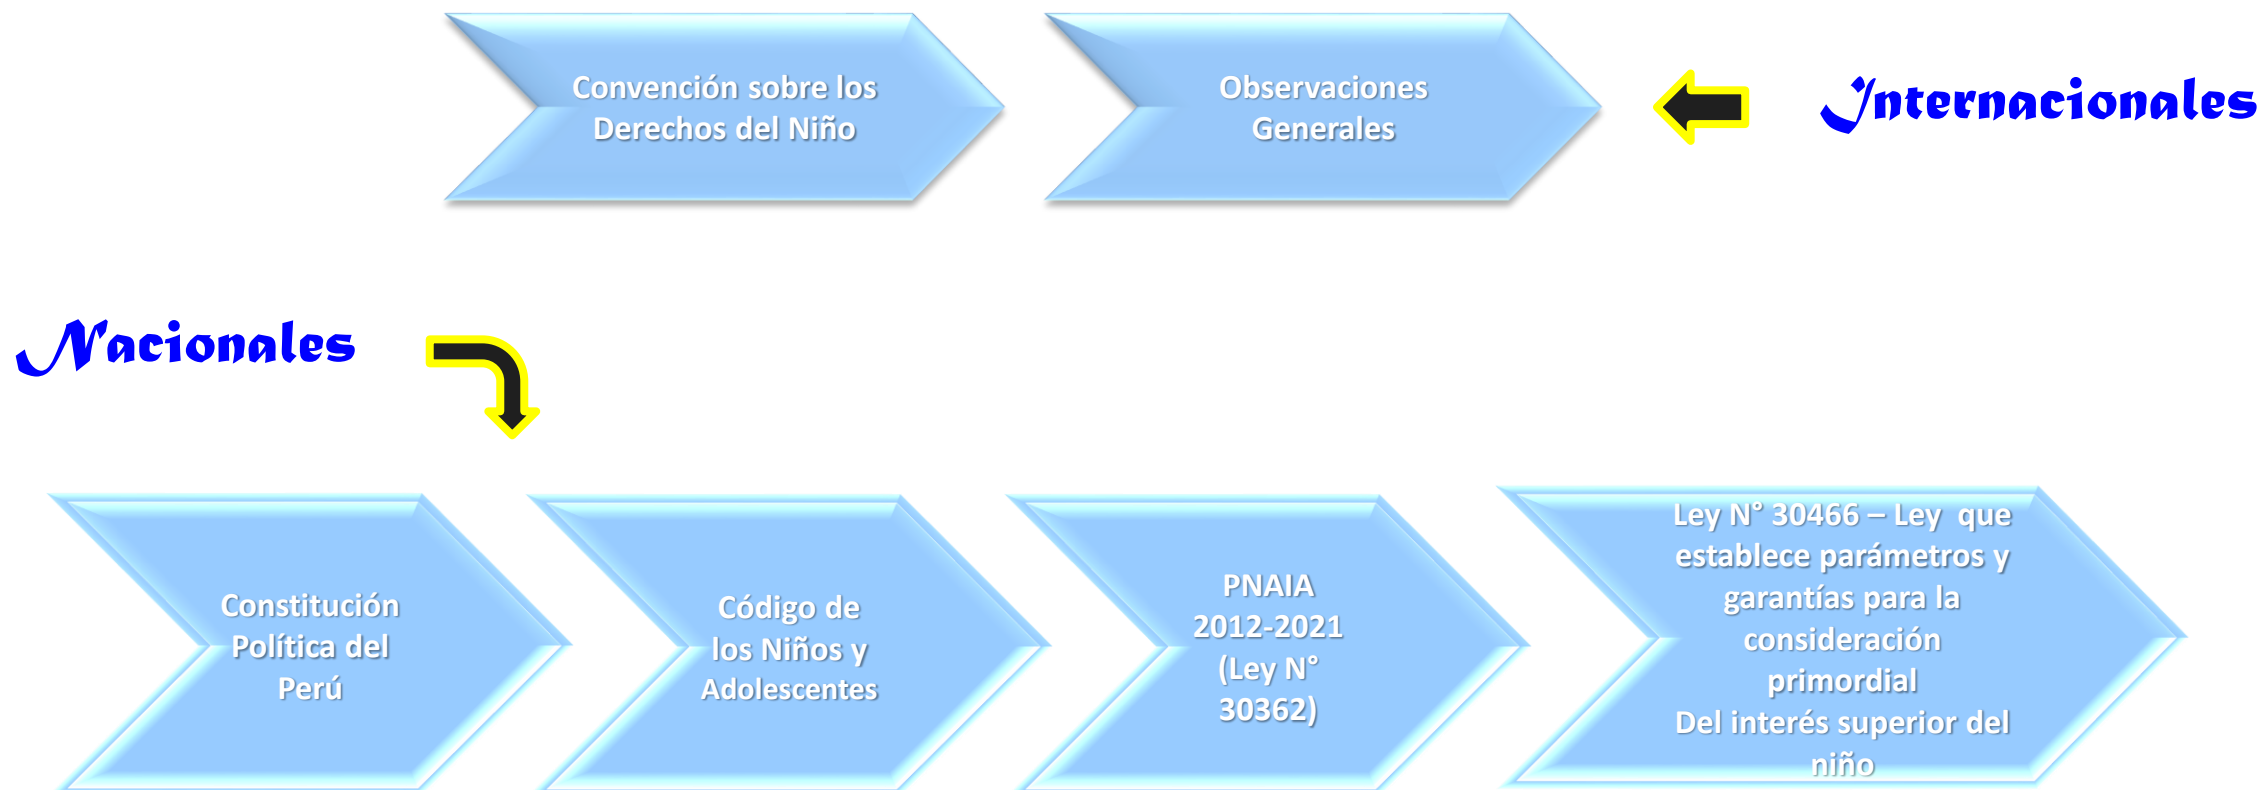 Convención sobre los
Derechos del Niño
Observaciones
Generales
Internacionales
Nacionales
Constitución
Política del
Perú
Código de
los Niños y
Adolescentes
PNAIA
2012-2021
(Ley N°
30362)
Ley N° 30466 – Ley que
establece parámetros y
garantías para la
consideración
primordial
Del interés superior del
niño